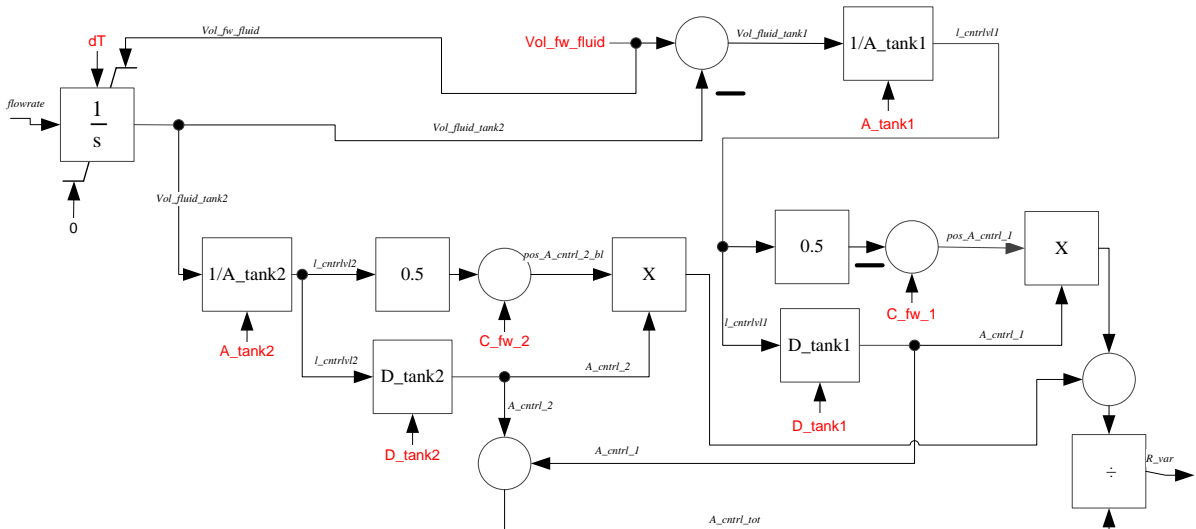 Vol_fw_fluid
dT
Vol_fw_fluid
Vol_fluid_tank1
1/A_tank1
l_cntrlvl1
flowrate
1
s
Vol_fluid_tank2
A_tank1
0
Vol_fluid_tank2
1/A_tank2
l_cntrlvl2
0.5
pos_A_cntrl_2_bl
X
0.5
pos_A_cntrl_1
X
A_tank2
C_fw_2
C_fw_1
l_cntrlvl2
D_tank2
A_cntrl_2
l_cntrlvl1
D_tank1
A_cntrl_1
A_cntrl_2
D_tank2
D_tank1
A_cntrl_1
÷
R_var
A_cntrl_tot